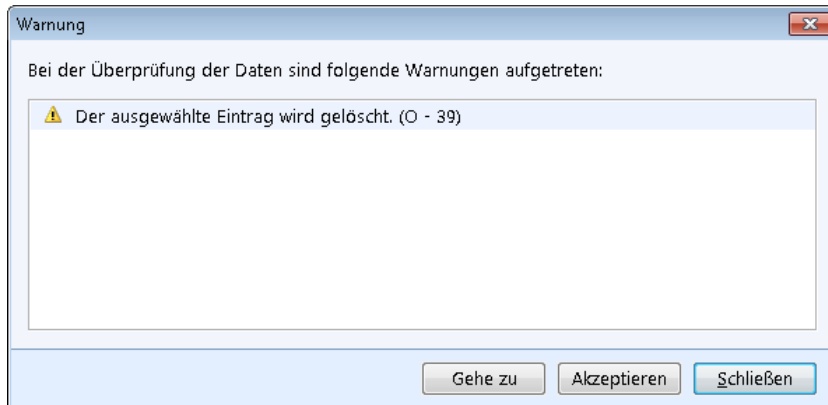 Warnung
Bei der Überprüfung der Daten sind folgende Warnungen aufgetreten:
Der ausgewählte Eintrag wird gelöscht. (O - 39)
Gehe zu Akzeptieren Schließen